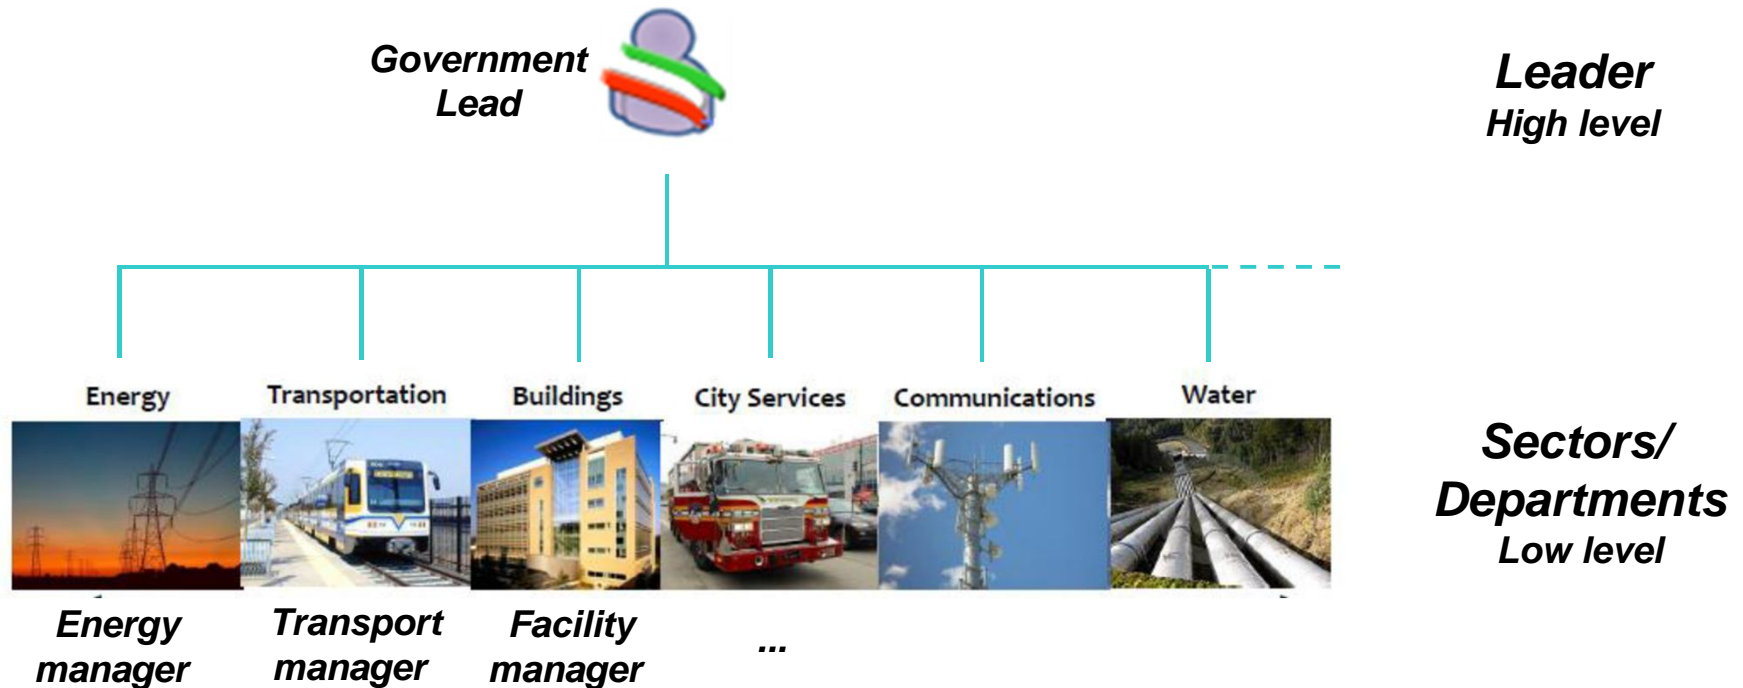 Government
Lead
Leader
High level
Energy
Transportation
Buildings
City Services
Communications
Water
Sectors/
Departments
Low level
Energy
manager
Transport
manager
Facility
manager
...